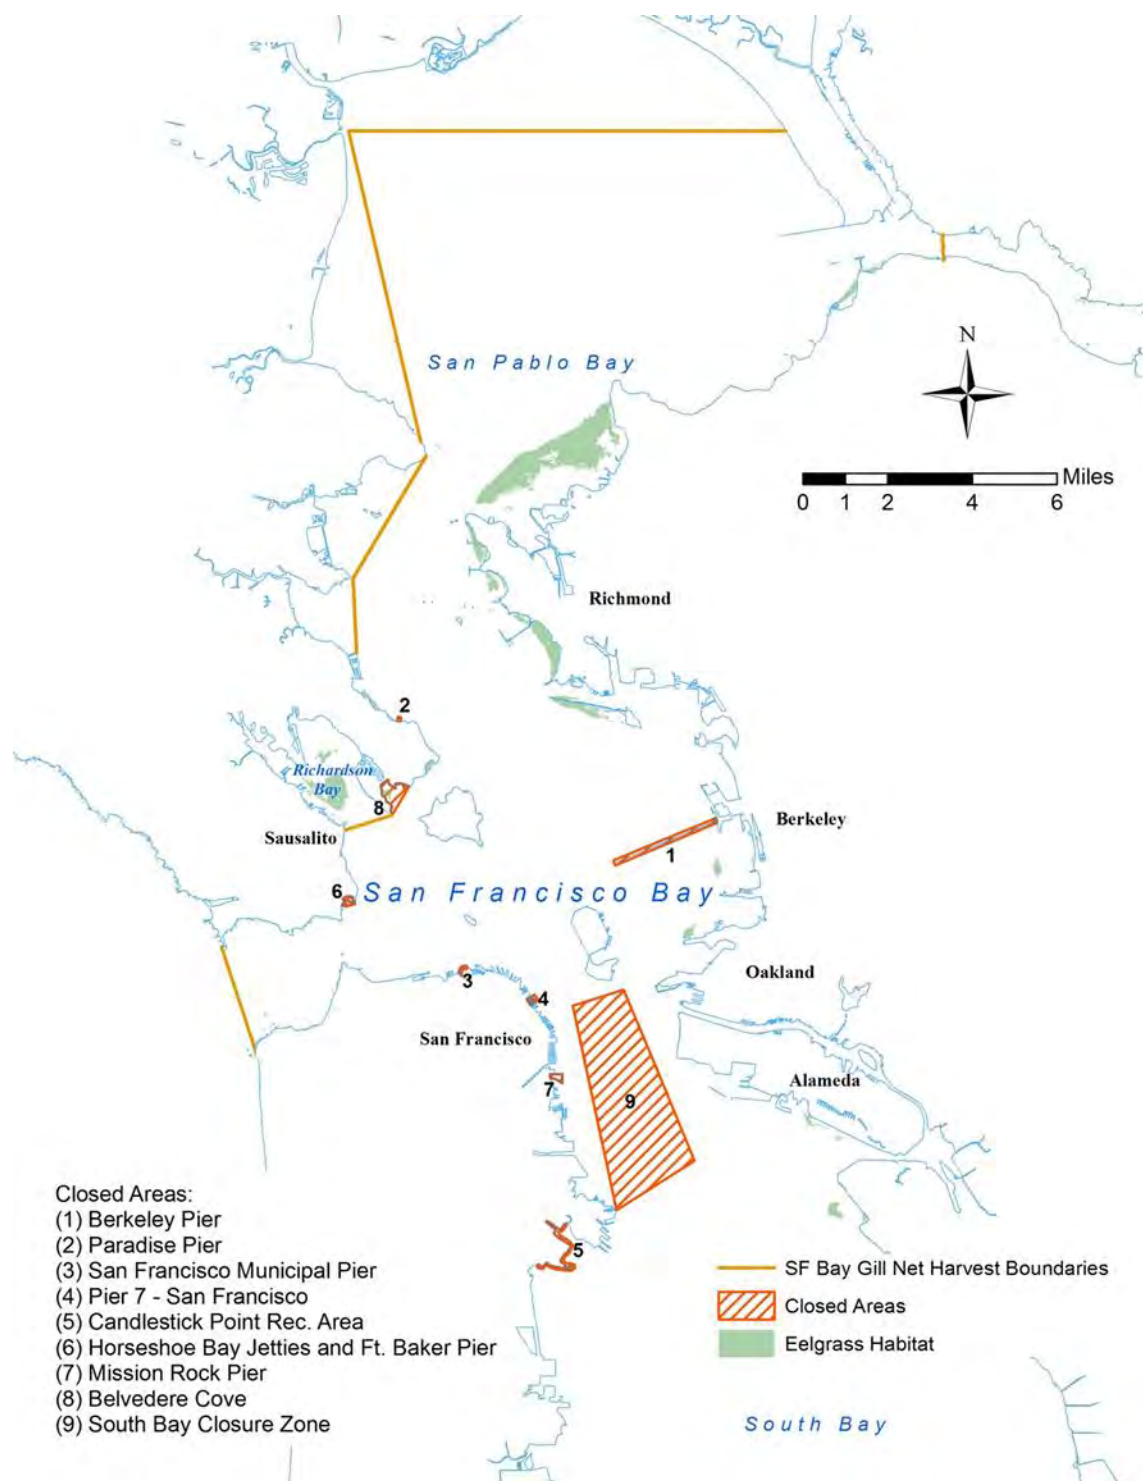 N
San Pablo Bay
Miles
0 1 2 4 6
Richmond
2
Richardson
Bay
8
Sausalito
Berkeley
1
6
San Francisco Bay
3
4
Oakland
San Francisco
7
Alameda
9
5
Closed Areas:
(1) Berkeley Pier
(2) Paradise Pier
(3) San Francisco Municipal Pier
(4) Pier 7 - San Francisco
(5) Candlestick Point Rec. Area
(6) Horseshoe Bay Jetties and Ft. Baker Pier
(7) Mission Rock Pier
(8) Belvedere Cove
(9) South Bay Closure Zone
SF Bay Gill Net Harvest Boundaries
Closed Areas
Eelgrass Habitat
South Bay